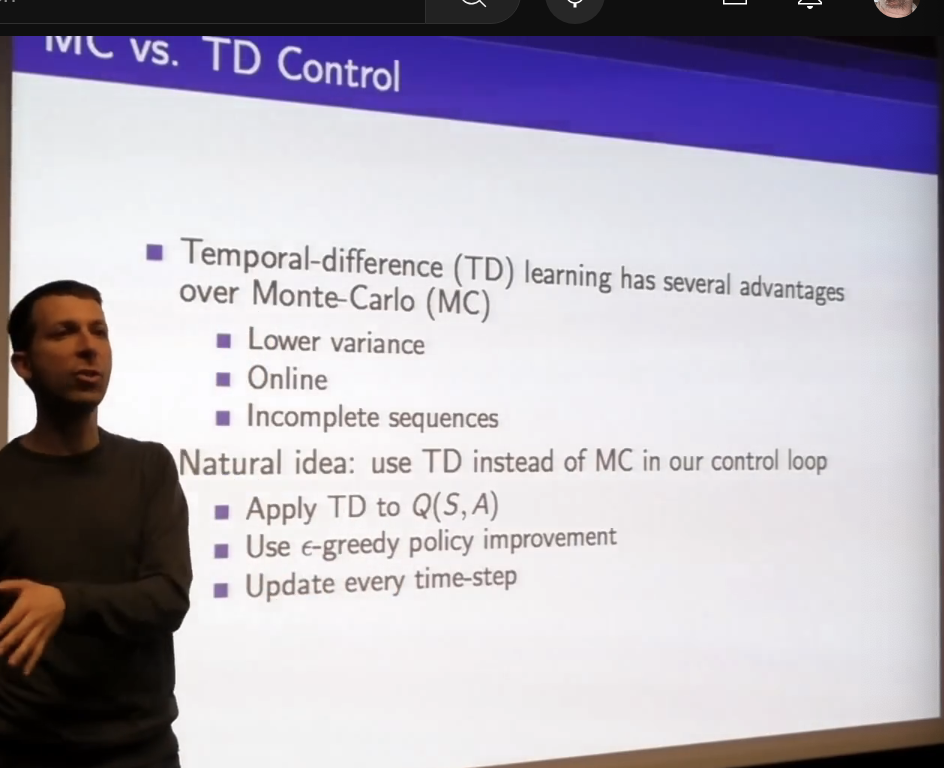 MC vs. TD Control
Temporal-difference (TD) learning has several advantages
over Monte-Carlo (MC)
Lower variance
Online
Incomplete sequences
Natural idea: use TD instead of MC in our control loop
Apply TD to Q(S, A)
Use ϵ-greedy policy improvement
Update every time-step